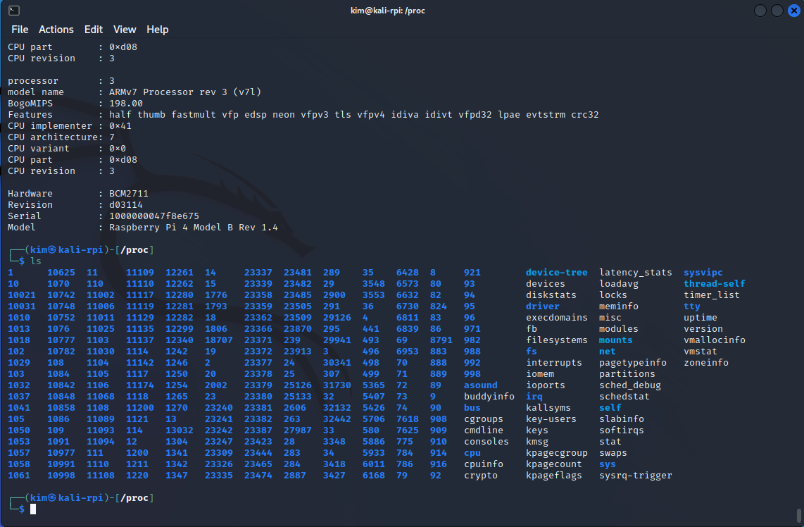 kim@kali-rpi: /proc
File Actions Edit View Help
CPU part : 0×d08
CPU revision : 3
processor : 3
model name : ARMv7 Processor rev 3 (v7l)
BogoMIPS : 198.00
Features : half thumb fastmult vfp edsp neon vfpv3 tls vfpv4 idiva idivt vfpd32 lpae evtstrm crc32
CPU implementer : 0×41
CPU architecture: 7
CPU variant : 0×0
CPU part : 0×d08
CPU revision : 3
Hardware : BCM2711
Revision : d03114
Serial : 1000000047f8e675
Model : Raspberry Pi 4 Model B Rev 1.4
┌──(kim㉿kali-rpi)-[/proc]
└─$ ls
1 10625 11 11109 12261 14 23337 23481 289 35 6428 8 921 device-tree latency_stats sysvipc
10 1070 110 11110 12262 15 23339 23482 29 3548 6573 80 93 devices loadavg thread-self
10021 10742 11002 11117 12280 1776 23358 23485 2900 3553 6632 82 94 diskstats locks timer_list
10031 10748 11006 11119 12281 1793 23359 23505 291 36 6730 824 95 driver meminfo tty
1010 10752 11011 11129 12282 18 23362 23509 29126 4 6811 83 96 execdomains misc uptime
1013 1076 11025 11135 12299 1806 23366 23870 295 441 6839 86 971 fb modules version
1018 10777 1103 11137 12340 18707 23371 239 29941 493 69 8791 982 filesystems mounts vmallocinfo
102 10782 11030 1114 1242 19 23372 23913 3 496 6953 883 988 fs net vmstat
1029 108 1104 11142 1246 2 23377 24 30341 498 70 888 992 interrupts pagetypeinfo zoneinfo
103 1084 1105 1117 1250 20 23378 25 307 499 71 889 998 iomem partitions
1032 10842 1106 11174 1254 2002 23379 25126 31730 5365 72 89 asound ioports sched_debug
1037 10848 11068 1118 1265 23 23380 25133 32 5407 73 9 buddyinfo irq schedstat
1041 10858 1108 11200 1270 23240 23381 2606 32132 5426 74 90 bus kallsyms self
105 1086 11089 1121 13 23241 23382 263 32442 5706 7618 908 cgroups key-users slabinfo
1050 109 11093 114 13032 23242 23387 27987 33 580 7625 909 cmdline keys softirqs
1053 1091 11094 12 1304 23247 23423 28 3348 5886 775 910 consoles kmsg stat
1057 10977 111 1200 1341 23309 23444 283 34 5933 784 914 cpu kpagecgroup swaps
1058 10991 1110 1211 1342 23326 23465 284 3418 6011 786 916 cpuinfo kpagecount sys
1061 10998 11108 1220 1347 23335 23474 2887 3427 6168 79 92 crypto kpageflags sysrq-trigger
┌──(kim㉿kali-rpi)-[/proc]
└─$